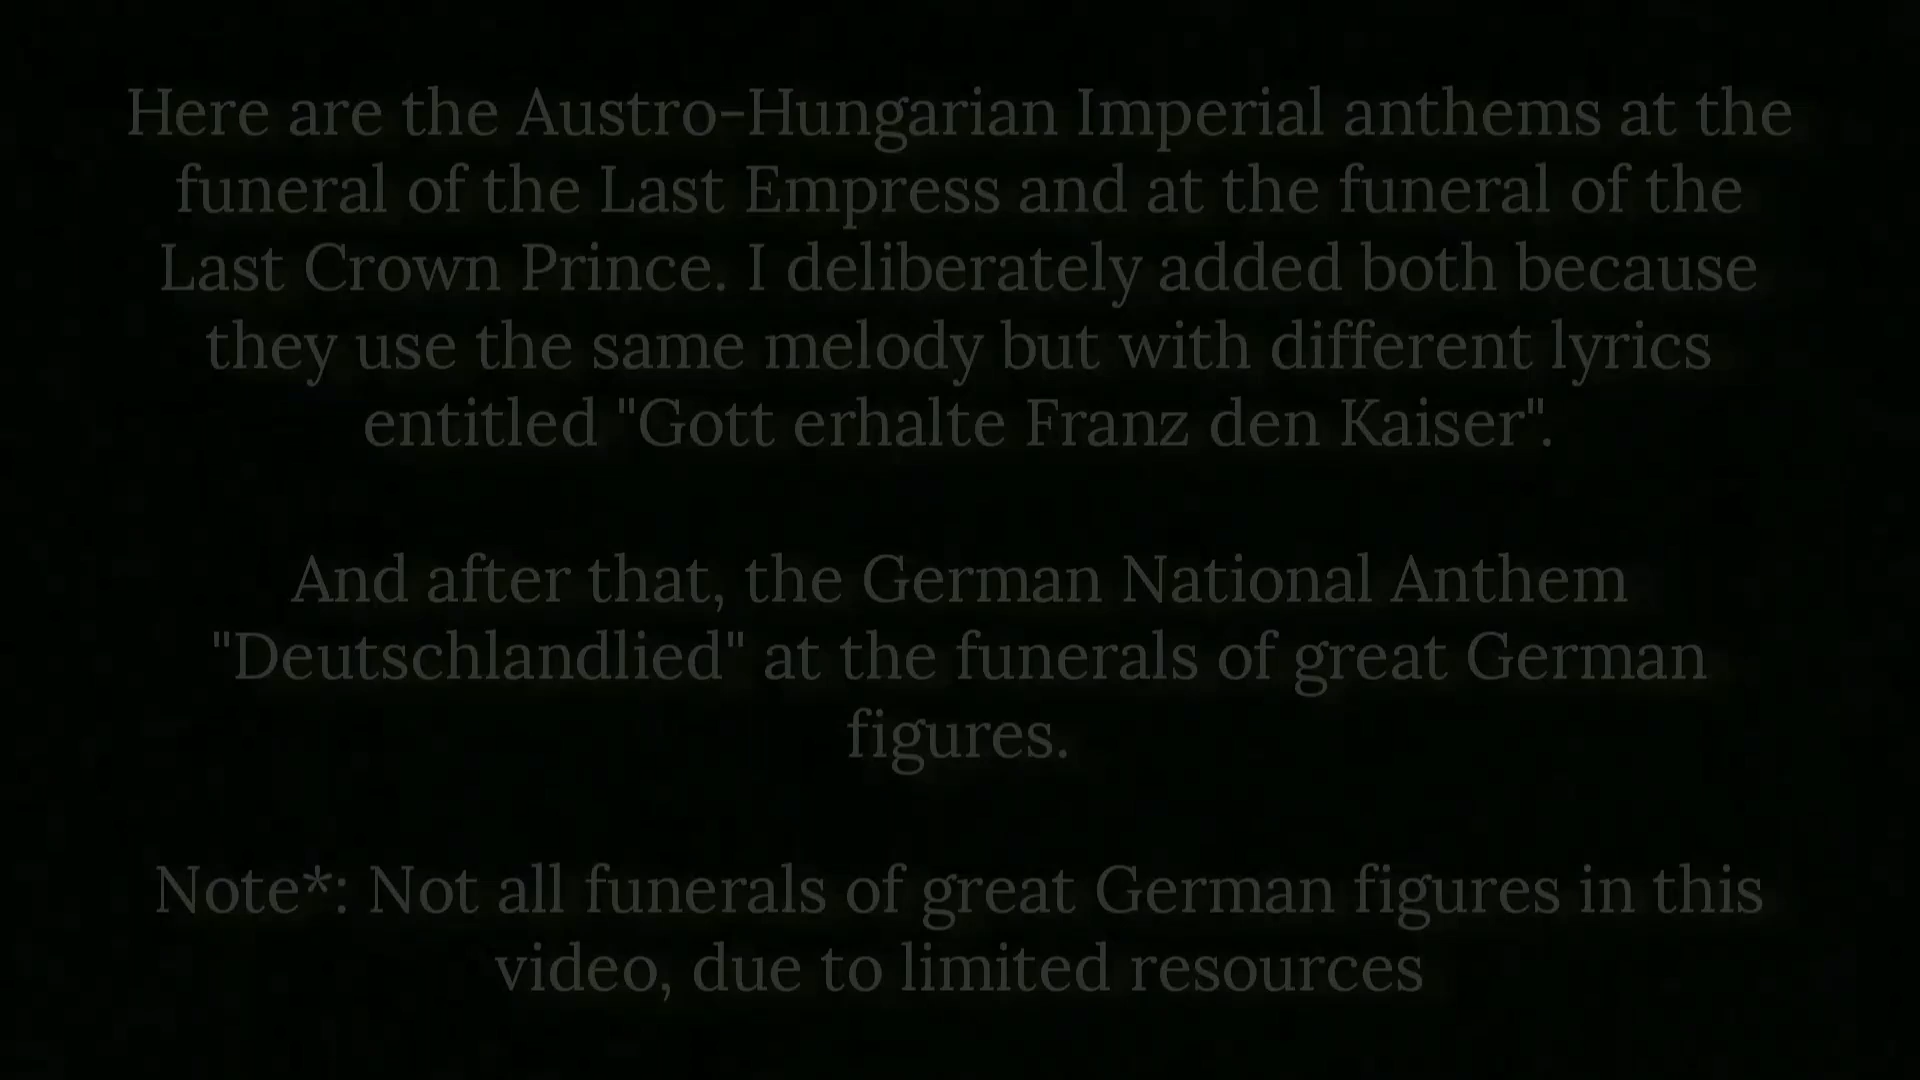 Here are the Austro-Hungarian Imperial anthems at the
funeral of the Last Empress and at the funeral of the
Last Crown Prince. I deliberately added both because
they use the same melody but with different lyrics
entitled "Gott erhalte Franz den Kaiser".
And after that, the German National Anthem
"Deutschlandlied" at the funerals of great German
figures.
Note*: Not all funerals of great German figures in this
video, due to limited resources